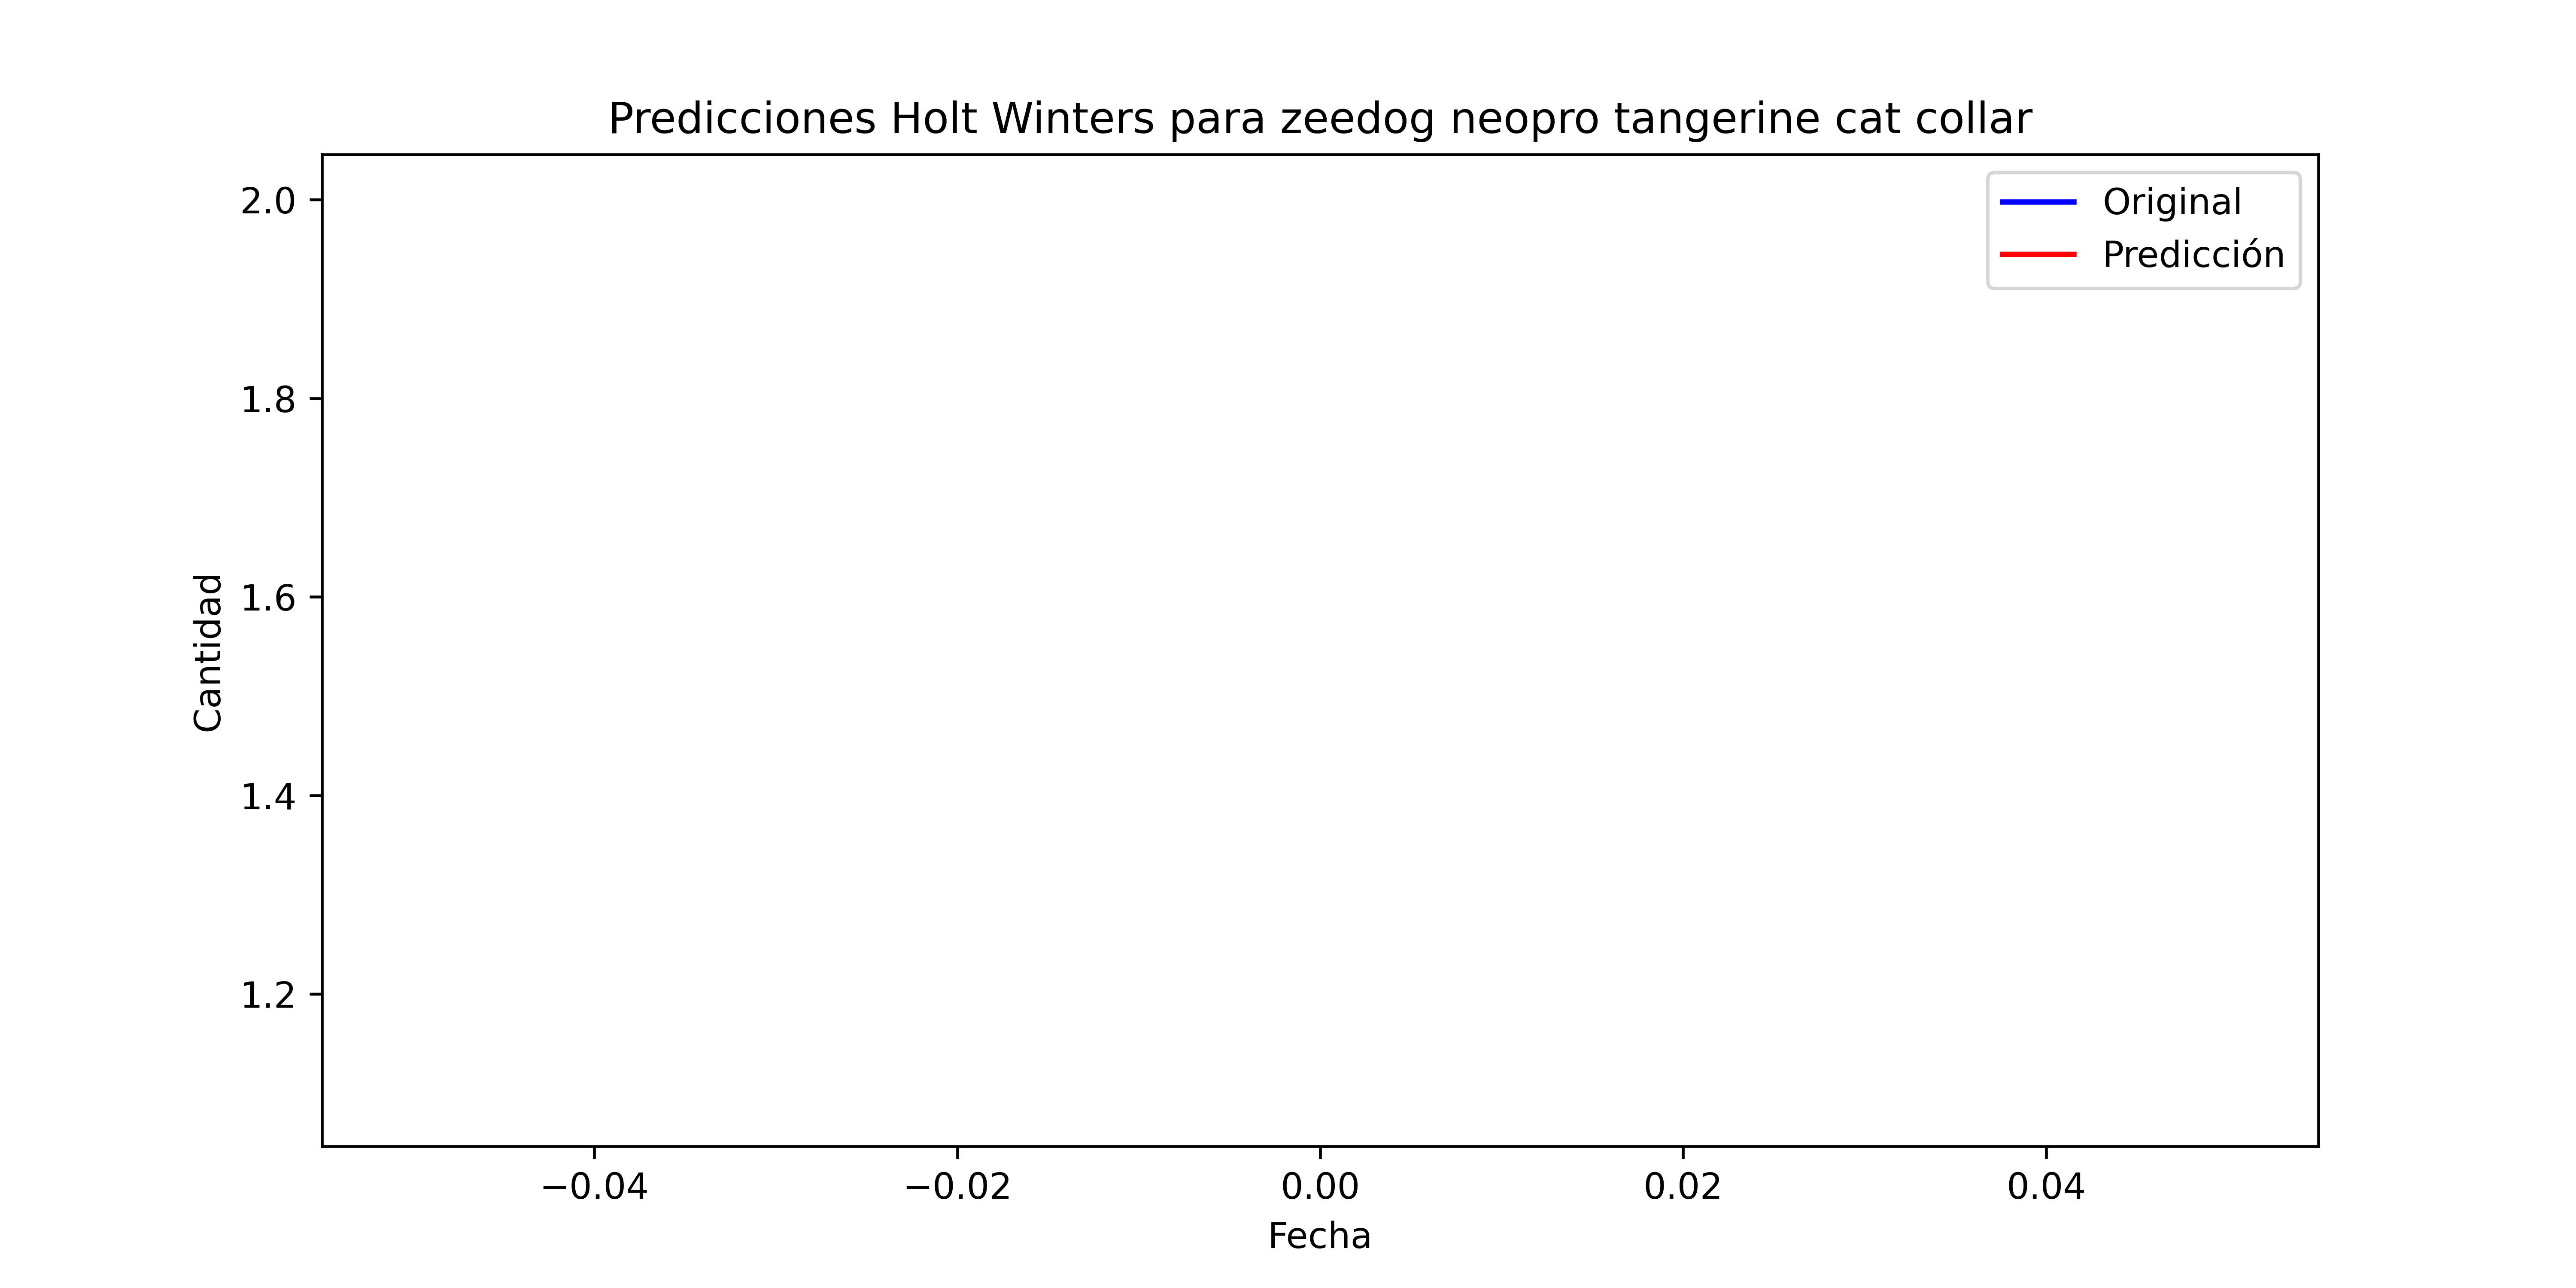 Predicciones Holt Winters para zeedog neopro tangerine cat collar
Original
Predicción
2.0
1.8
1.6
1.4
1.2
Cantidad
−0.04
−0.02
0.00
0.02
0.04
Fecha